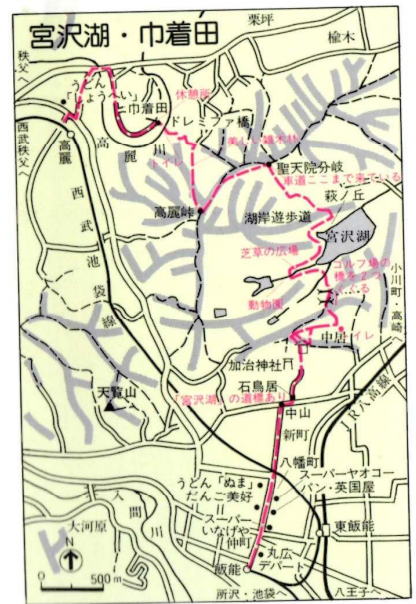 宮沢湖・巾着田
栗坪
楡木
秩父へ
うどん
「しょうへい」
休憩所
巾着田
ドレミファ橋
西武秩父へ
高麗
高麗川
美しい雑木林
トイレ
聖天院分岐
車道ここまで来ている
萩ノ丘
高麗峠
湖岸遊歩道
宮沢湖
西武池袋線
芝草の広場
ゴルフ場の
標を2つ
くぐる
小川町・高崎へ
動物園
トイレ
中居
加治神社
天覧山
石鳥居
「宮沢湖」の道標あり
中山
JR八高線
新町
八幡町
スーパーヤオコー
うどん「ぬま」
パン・英国屋
だんご美好
入間川
大河原
スーパー
いなげや
東飯能
仲町
丸広
デパート
飯能
N
0
500m
所沢・池袋へ
八王子へ